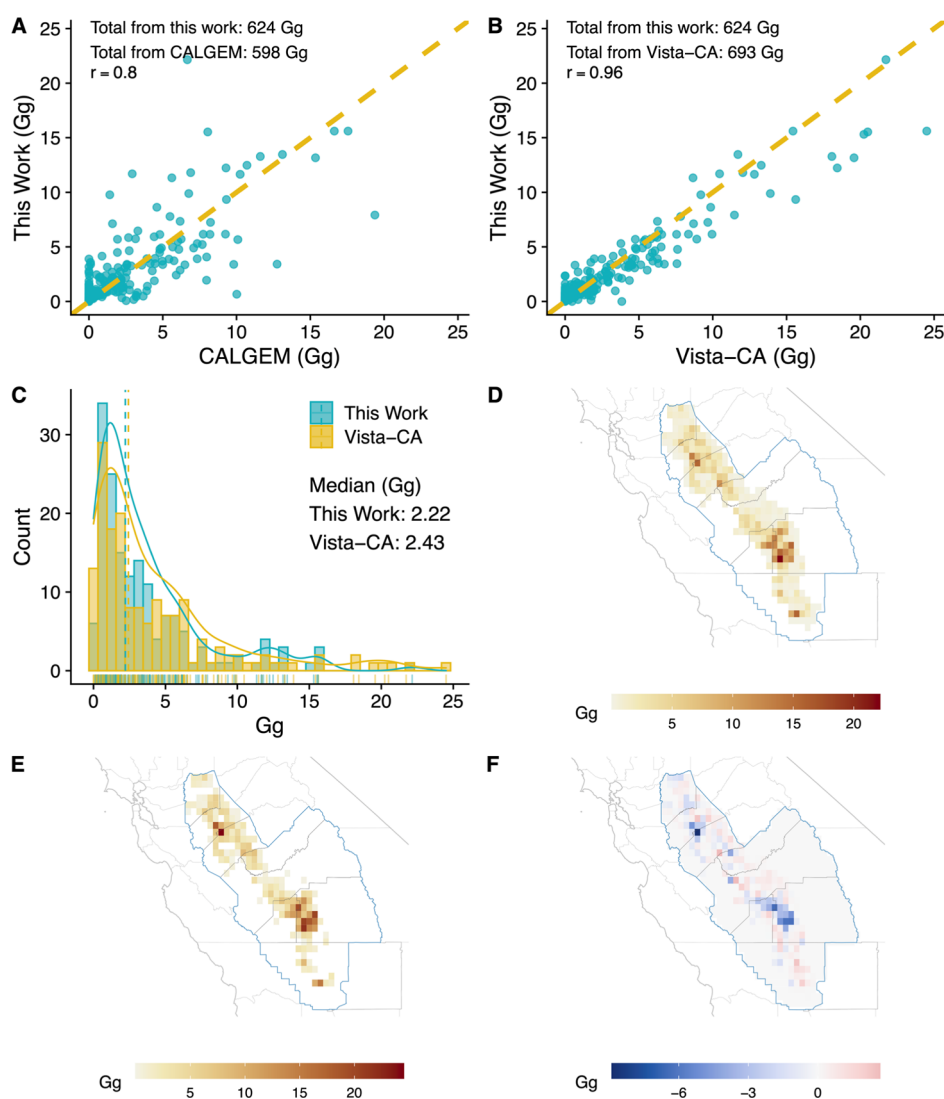 A
Total from this work: 624 Gg
Total from CALGEM: 598 Gg
r = 0.8
This Work (Gg)
25
20
15
10
5
0
0 5 10 15 20 25
CALGEM (Gg)
B
Total from this work: 624 Gg
Total from Vista−CA: 693 Gg
r = 0.96
This Work (Gg)
25
20
15
10
5
0
0 5 10 15 20 25
Vista−CA (Gg)
C
This Work
Vista−CA
Median (Gg)
This Work: 2.22
Vista−CA: 2.43
Count
30
20
10
0
0 5 10 15 20 25
Gg
D
Gg
5 10 15 20
E
Gg
5 10 15 20
F
Gg
−6 −3 0